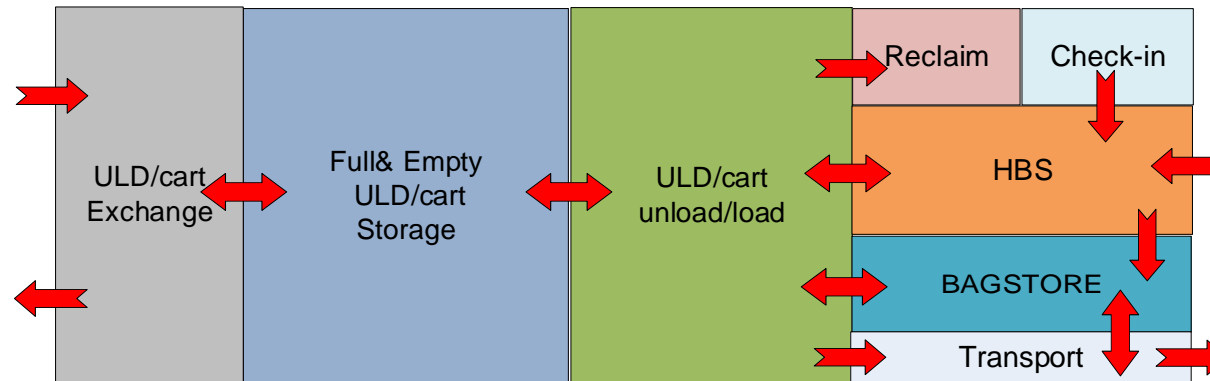 ULD/cart
Exchange
Full& Empty
ULD/cart
Storage
ULD/cart
unload/load
Reclaim
Check-in
HBS
BAGSTORE
Transport